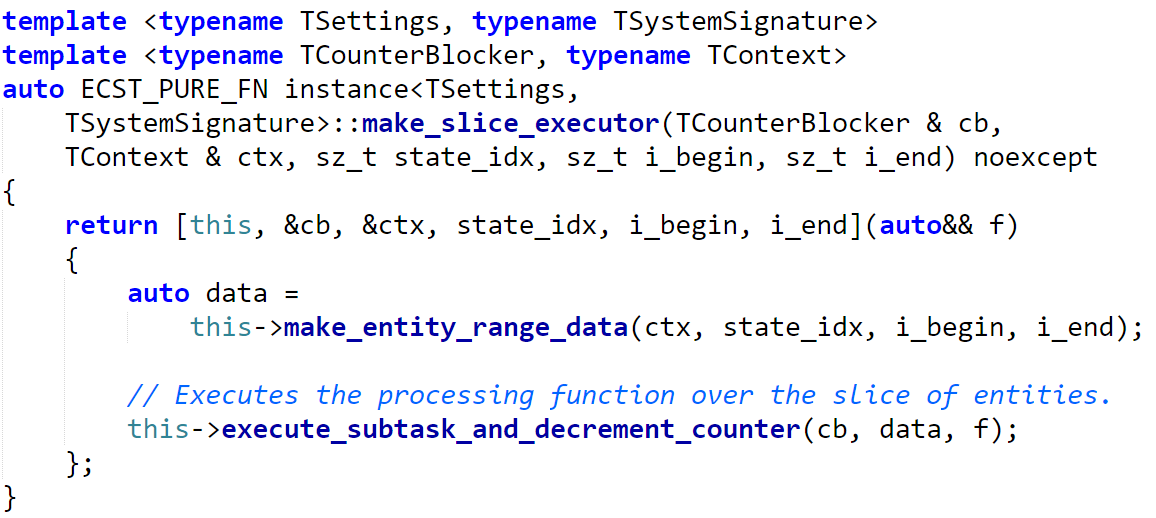 template <typename TSettings, typename TSystemSignature>
template <typename TCounterBlocker, typename TContext>
auto ECST_PURE_FN instance<TSettings,
    TSystemSignature>::make_slice_executor(TCounterBlocker & cb,
    TContext & ctx, sz_t state_idx, sz_t i_begin, sz_t i_end) noexcept
{
    return [this, &cb, &ctx, state_idx, i_begin, i_end](auto&& f)
    {
        auto data =
            this->make_entity_range_data(ctx, state_idx, i_begin, i_end);

        // Executes the processing function over the slice of entities.
        this->execute_subtask_and_decrement_counter(cb, data, f);
    };
}